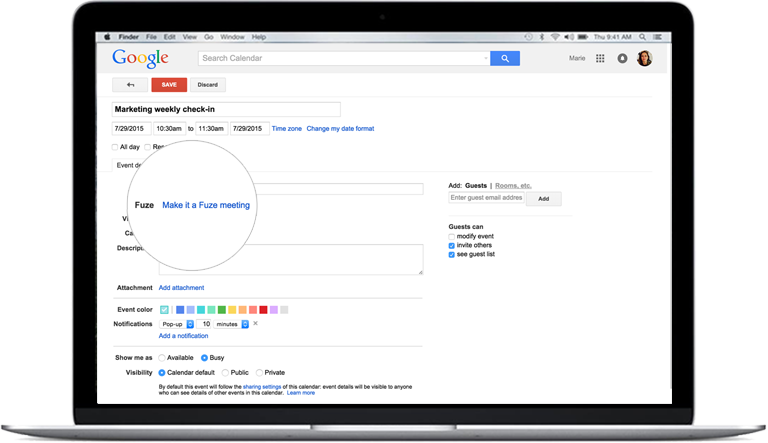 Finder File Edit View Go Window Help Thu 9:41 AM
Google Search Calendar Marie
SAVE Discard
Marketing weekly check-in
7/29/2015 10:30am to 11:30am 7/29/2015 Time zone Change my date format
All day
Event
Fuze Make it a Fuze meeting
Add: Guests | Rooms, etc.
Enter guest email address Add
Guests can
modify event
invite others
see guest list
Descript
Attachment Add attachment
Event color
Notifications Pop-up 10 minutes ×
Add a notification
Show me as Available Busy
Visibility Calendar default Public Private
By default this event will follow the sharing settings of this calendar: event details will be visible to anyone
who can see details of other events in this calendar. Learn more